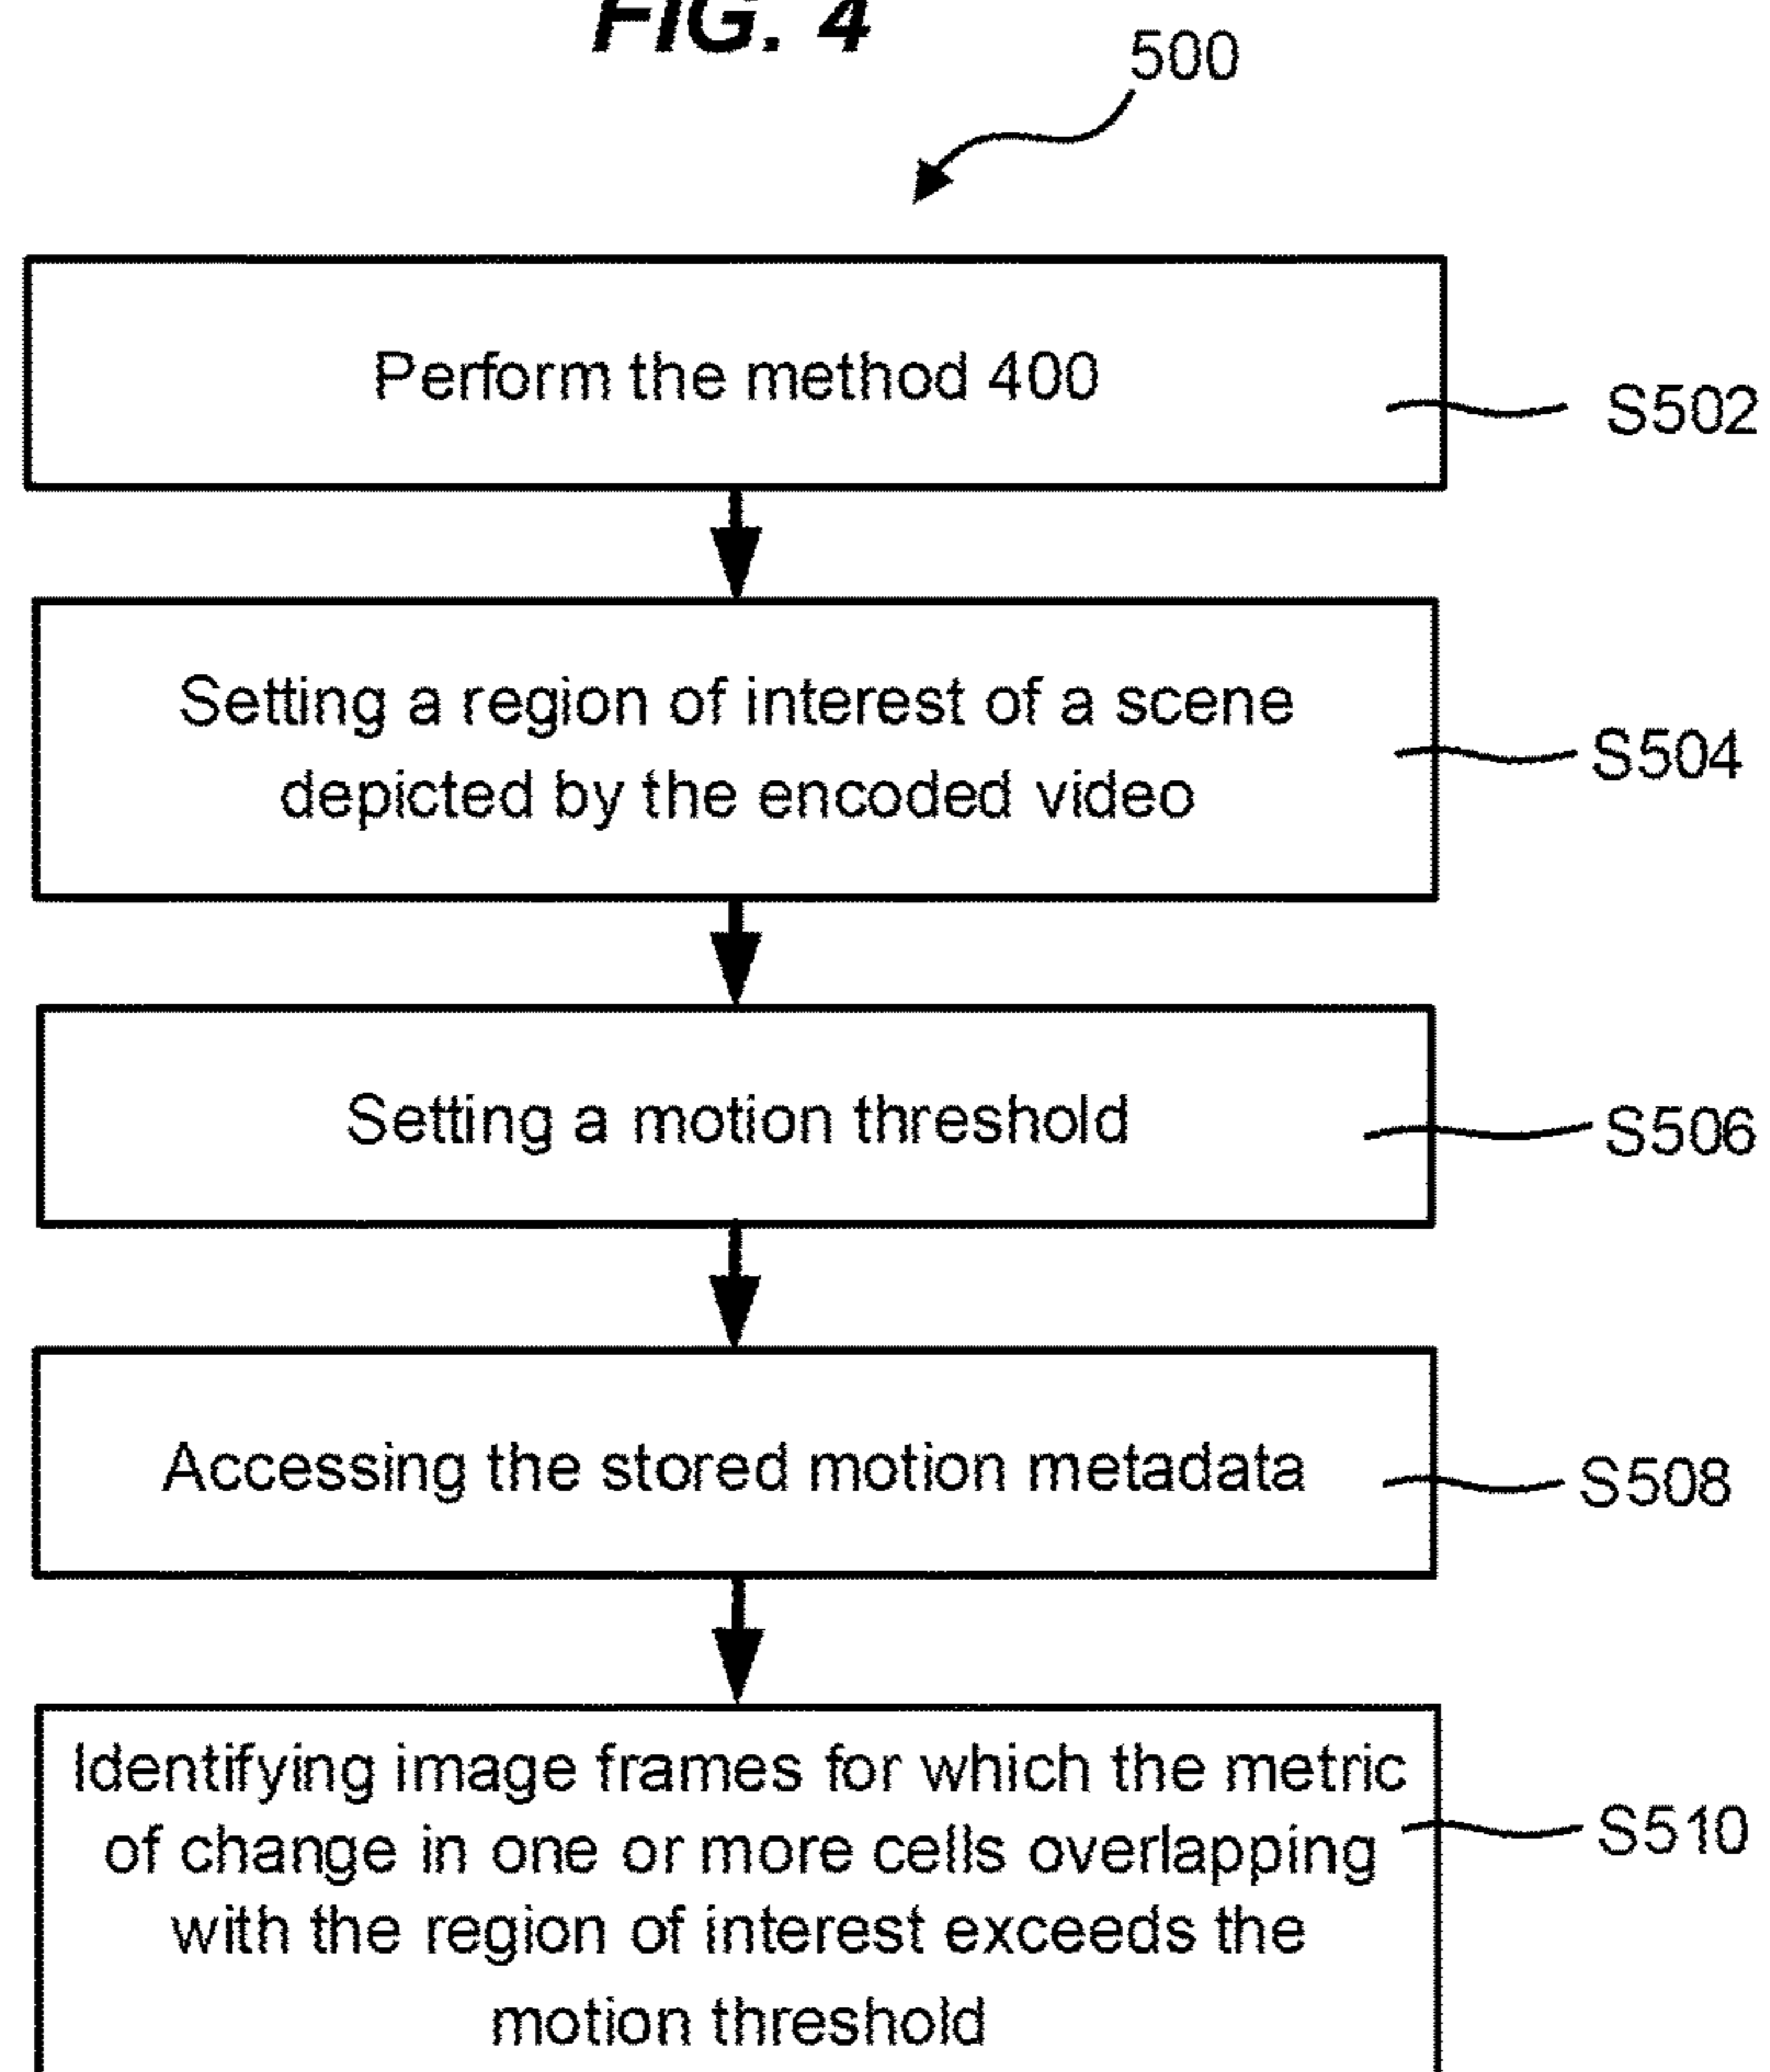 FIG. 4
500
Perform the method 400
S502
Setting a region of interest of a scene
depicted by the encoded video
S504
Setting a motion threshold
S506
Accessing the stored motion metadata
S508
Identifying image frames for which the metric
of change in one or more cells overlapping
with the region of interest exceeds the
motion threshold
S510